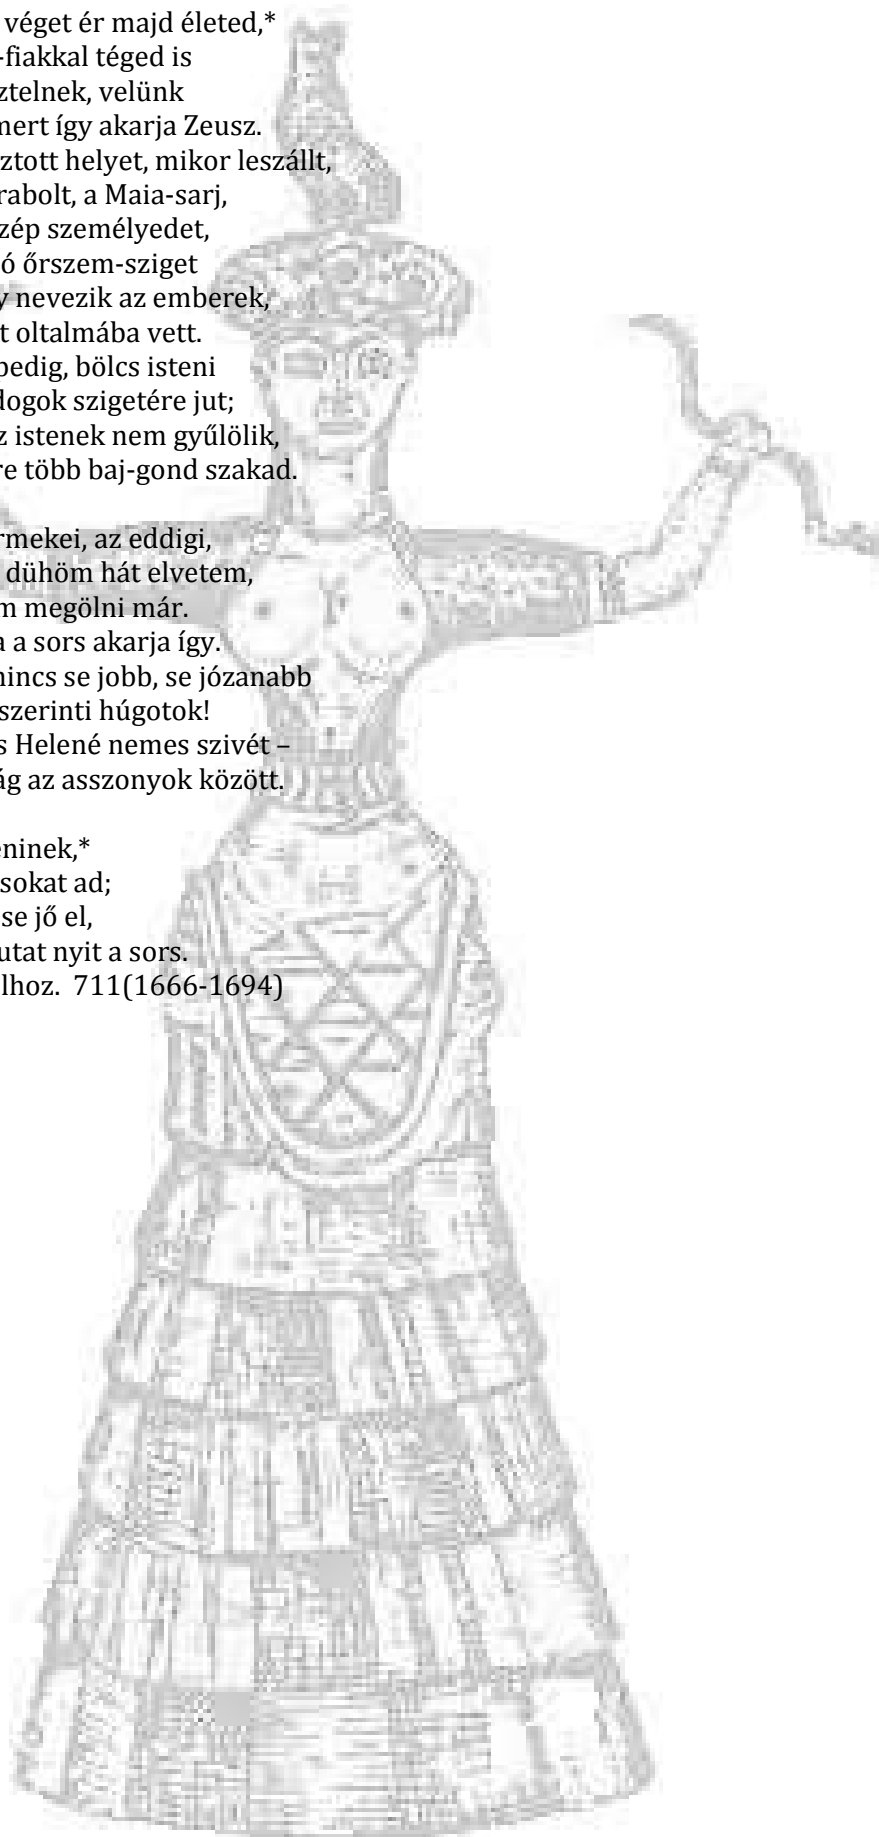 véget ér majd életed,*
-fiakkal téged is
ztelnek, velünk
mert így akarja Zeusz.
ztott helyet, mikor leszállt,
rabolt, a Maia-sarj,
zép személyedet,
ó őrszem-sziget
y nevezik az emberek,
t oltalmába vett.
pedig, bölcs isteni
dogok szigetére jut;
z istenek nem gyűlölik,
re több baj-gond szakad.
rmekei, az eddigi,
dühöm hát elvetem,
m megölni már.
a a sors akarja így.
nincs se jobb, se józanabb
szerinti húgotok!
s Helené nemes szivét –
ág az asszonyok között.
eninek,*
sokat ad;
se jő el,
utat nyit a sors.
lhoz. 711(1666-1694)